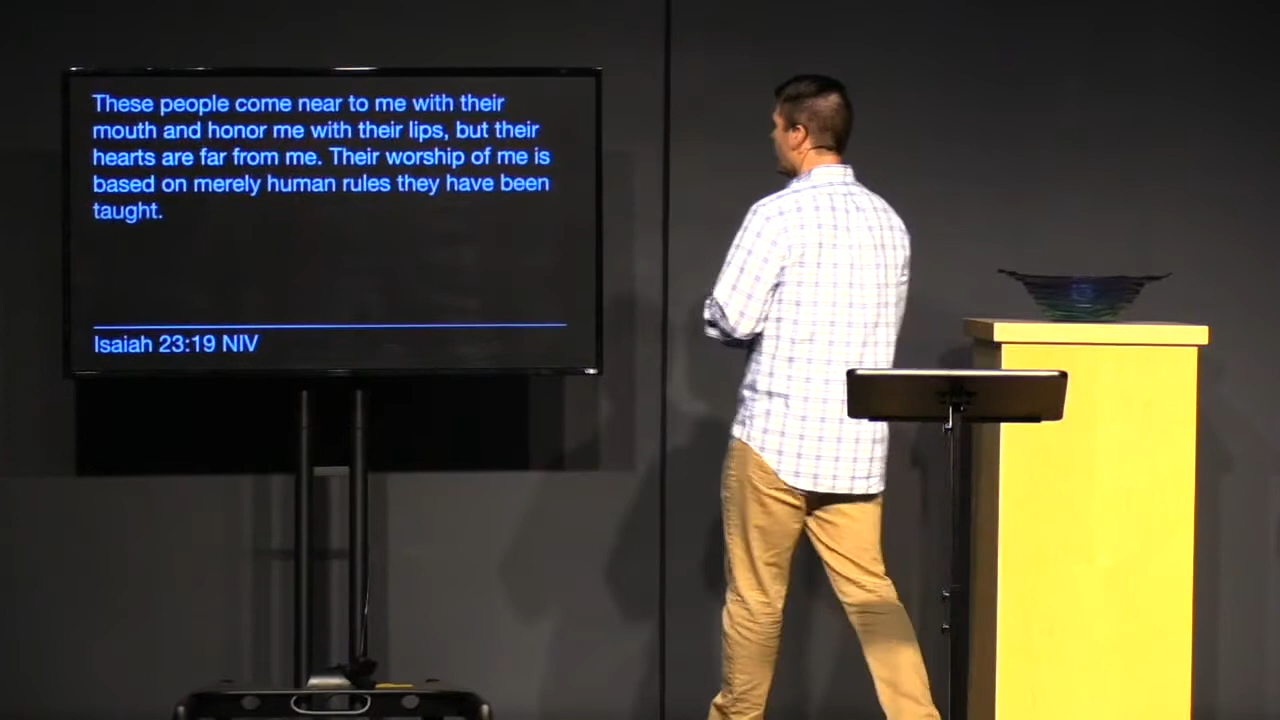 These people come near to me with their
mouth and honor me with their lips, but their
hearts are far from me. Their worship of me is
based on merely human rules they have been
taught.
Isaiah 23:19 NIV